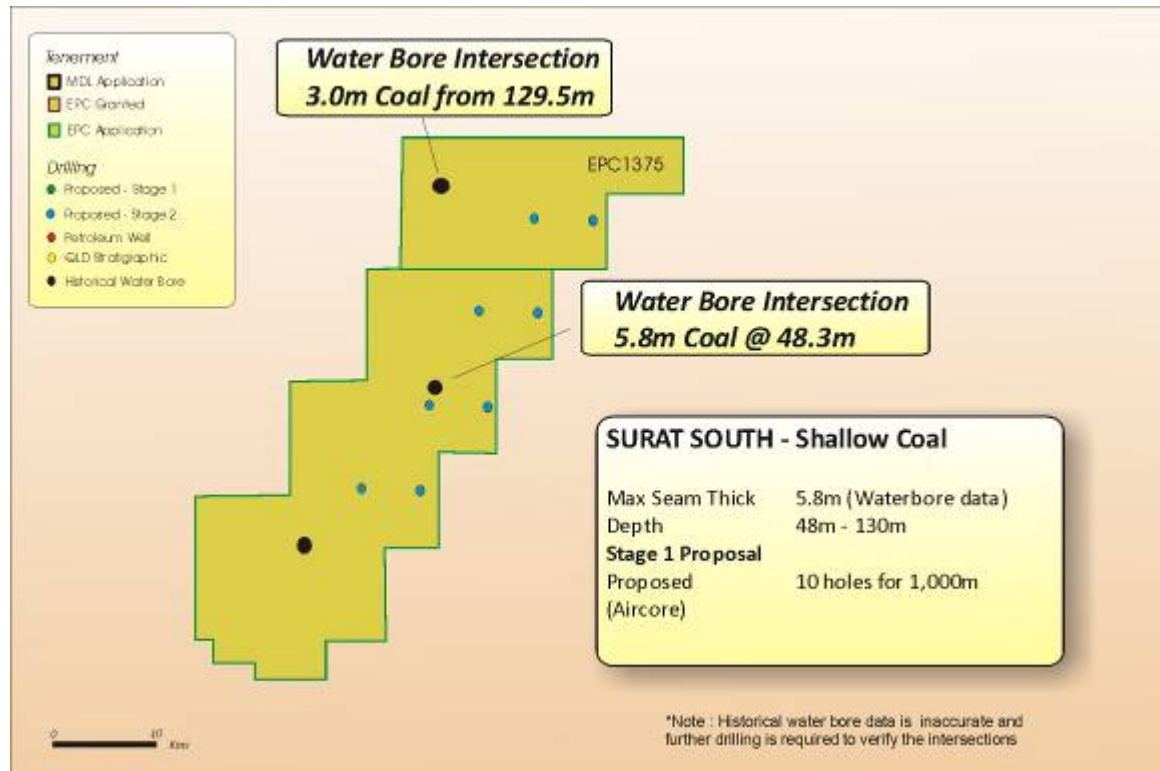 Tenement
MDL Application
EPC Granted
EPC Application
Drilling
Proposed - Stage 1
Proposed - Stage 2
Petroleum Well
QLD Stratigraphic
Historical Water Bore
Water Bore Intersection
3.0m Coal from 129.5m
EPC1375
Water Bore Intersection
5.8m Coal @ 48.3m
SURAT SOUTH - Shallow Coal
Max Seam Thick 5.8m (Waterbore data)
Depth 48m - 130m
Stage 1 Proposal
Proposed 10 holes for 1,000m
(Aircore)
0 10
Kms
*Note : Historical water bore data is inaccurate and
further drilling is required to verify the intersections